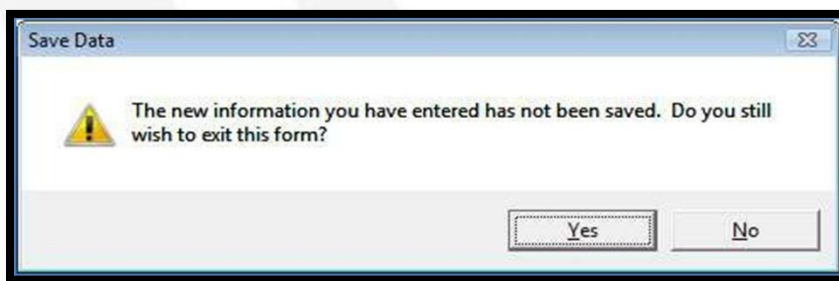 Save Data
The new information you have entered has not been saved.  Do you still
wish to exit this form?
Yes
No